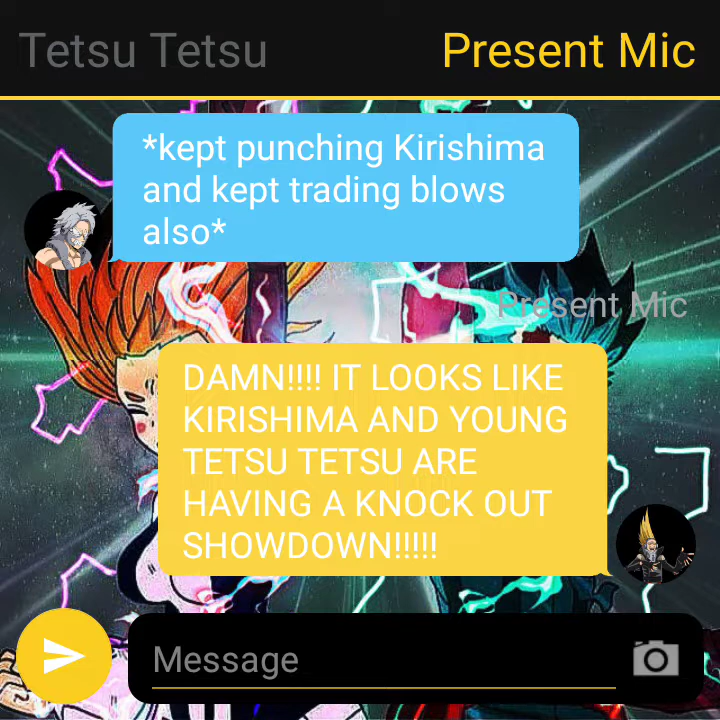 Tetsu Tetsu
Present Mic
*kept punching Kirishima
and kept trading blows
also*
Present Mic
DAMN!!!! IT LOOKS LIKE
KIRISHIMA AND YOUNG
TETSU TETSU ARE
HAVING A KNOCK OUT
SHOWDOWN!!!!!
Message